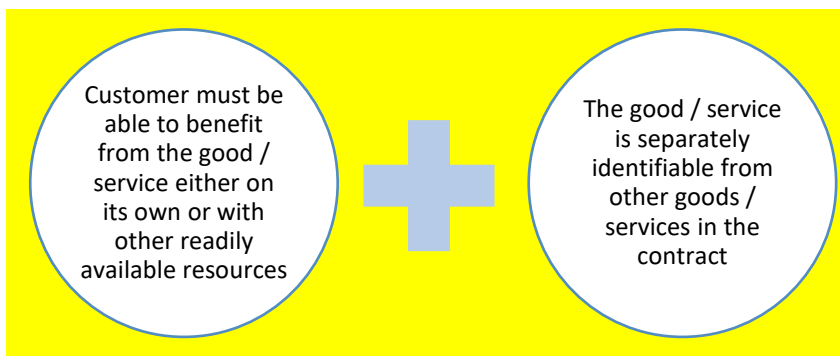 Customer must be
able to benefit
from the good /
service either on
its own or with
other readily
available resources
The good / service
is separately
identifiable from
other goods /
services in the
contract